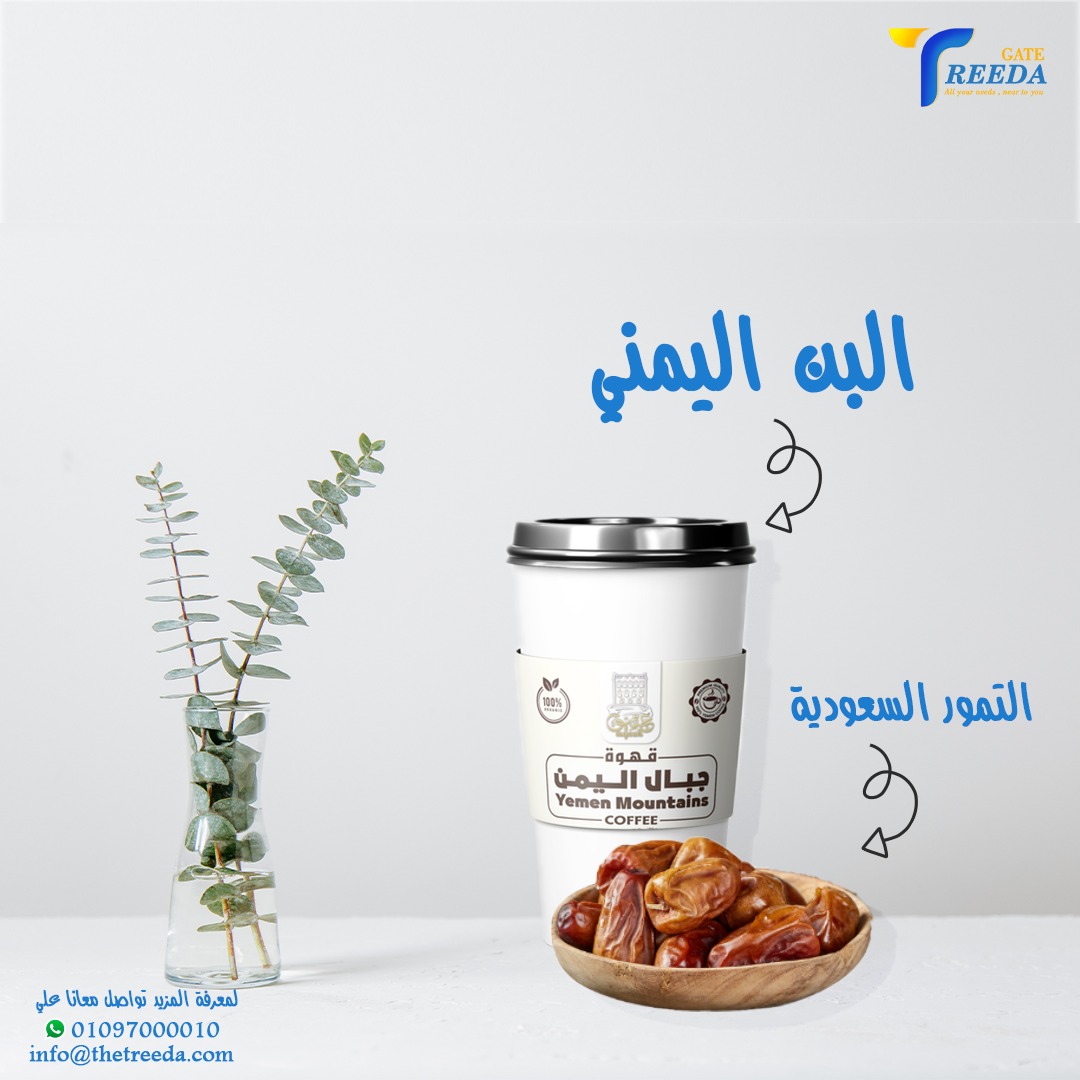 GATE
TREEDA
All your needs , near to you
البن اليمني
التمور السعودية
100%
ORGANIC
قهوة
جبال اليمن
Yemen Mountains
COFFEE
لمعرفة المزيد تواصل معانا علي
01097000010
info@thetreeda.com